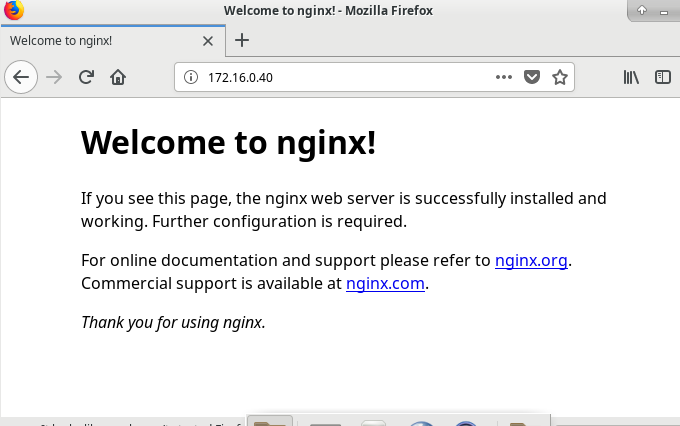 Welcome to nginx! - Mozilla Firefox
Welcome to nginx!
172.16.0.40
Welcome to nginx!
If you see this page, the nginx web server is successfully installed and
working. Further configuration is required.
For online documentation and support please refer to nginx.org.
Commercial support is available at nginx.com.
Thank you for using nginx.